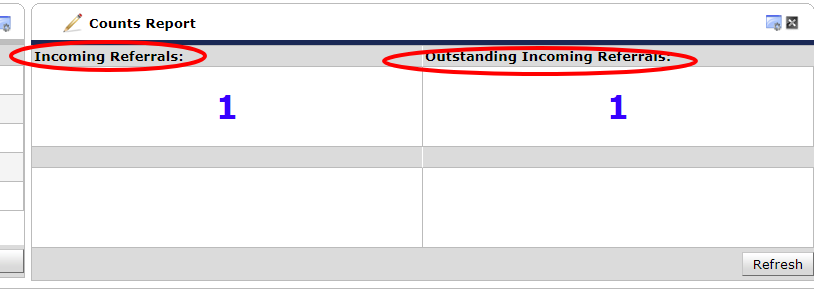 Counts Report
Incoming Referrals:
Outstanding Incoming Referrals:
1
1
Refresh